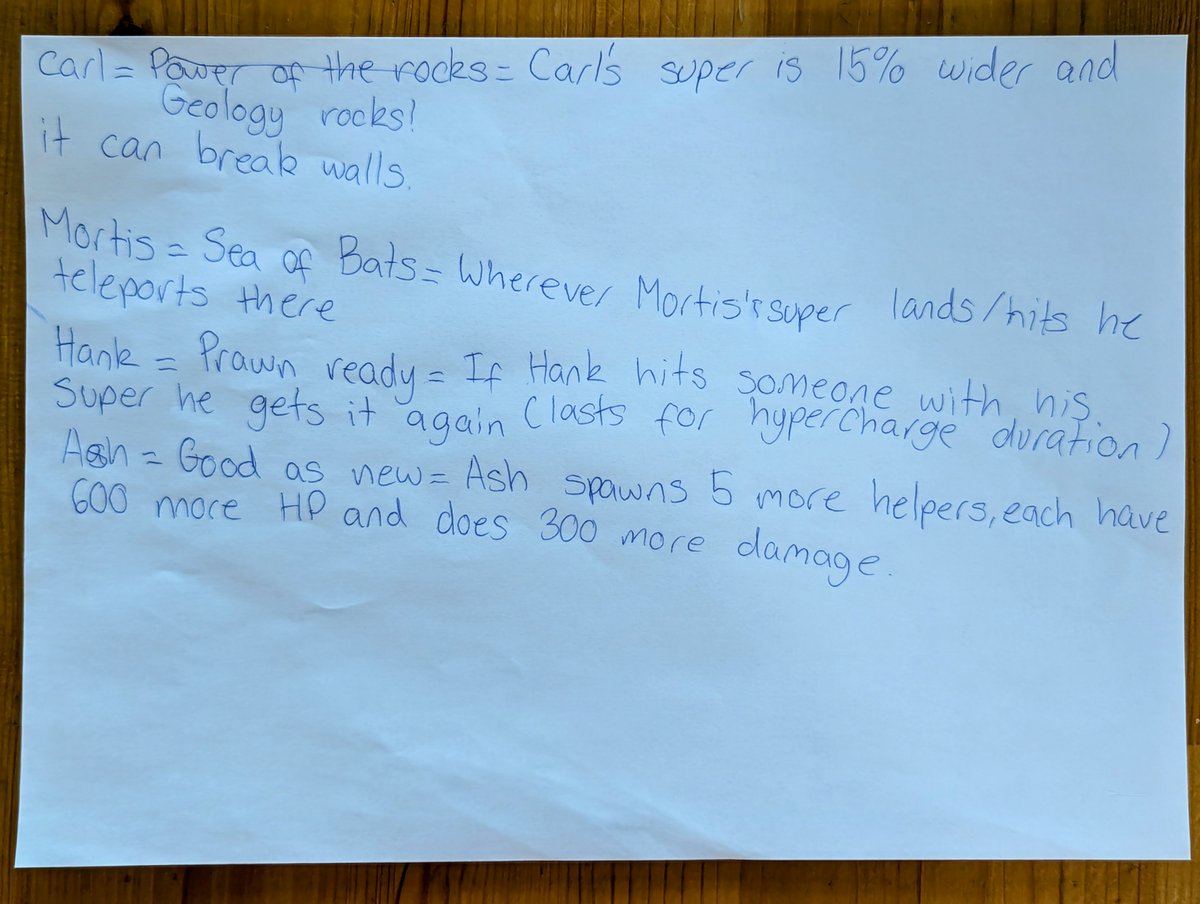 Carl = Power of the rocks = Carl's super is 15% wider and
Geology rocks!
it can break walls.
Mortis = Sea of Bats = Wherever Mortis's super lands/hits he
teleports there
Hank = Prawn ready = If Hank hits someone with his
super he gets it again (lasts for hypercharge duration)
Ash = Good as new = Ash spawns 5 more helpers, each have
600 more HP and does 300 more damage.